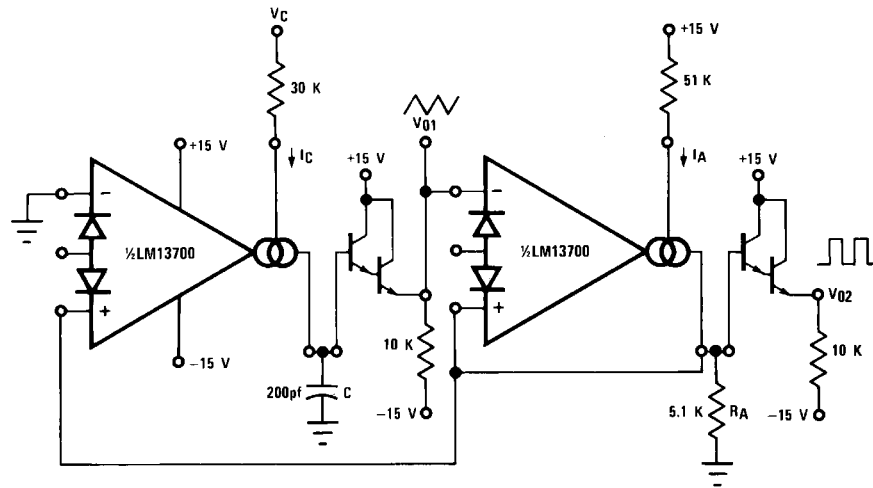 VC
30 K
IC
+15 V
−
½LM13700
+
−15 V
+15 V
200pf
C
V01
10 K
−15 V
+15 V
51 K
IA
−
½LM13700
+
+15 V
V02
10 K
−15 V
5.1 K
RA